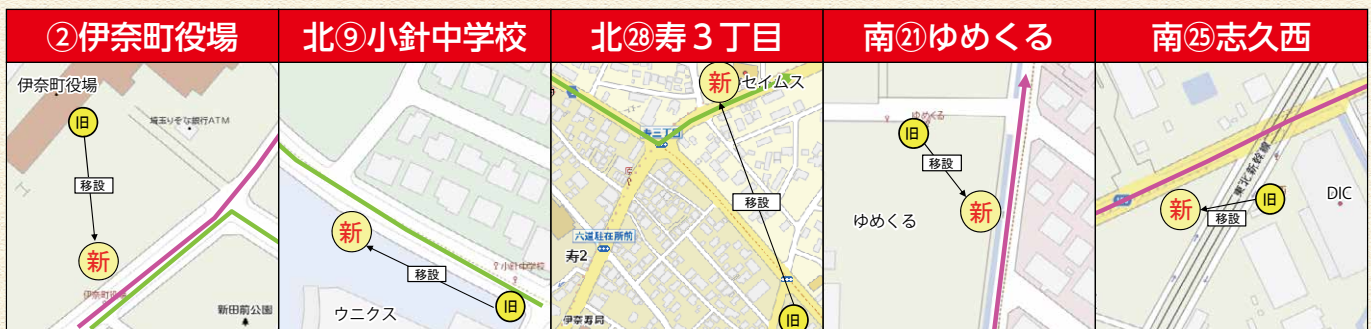 ②伊奈町役場
北⑨小針中学校
北㉘寿３丁目
南㉑ゆめくる
南㉕志久西
伊奈町役場
旧
埼玉りそな銀行ATM
移設
新
伊奈町役場
新田前公園
新
移設
小針中学校
旧
ウニクス
新
セイムス
寿三丁目
移設
六道駐在所前
寿2
伊奈寿局
旧
ゆめくる
旧
移設
新
ゆめくる
東北新幹線
旧
DIC
新
移設